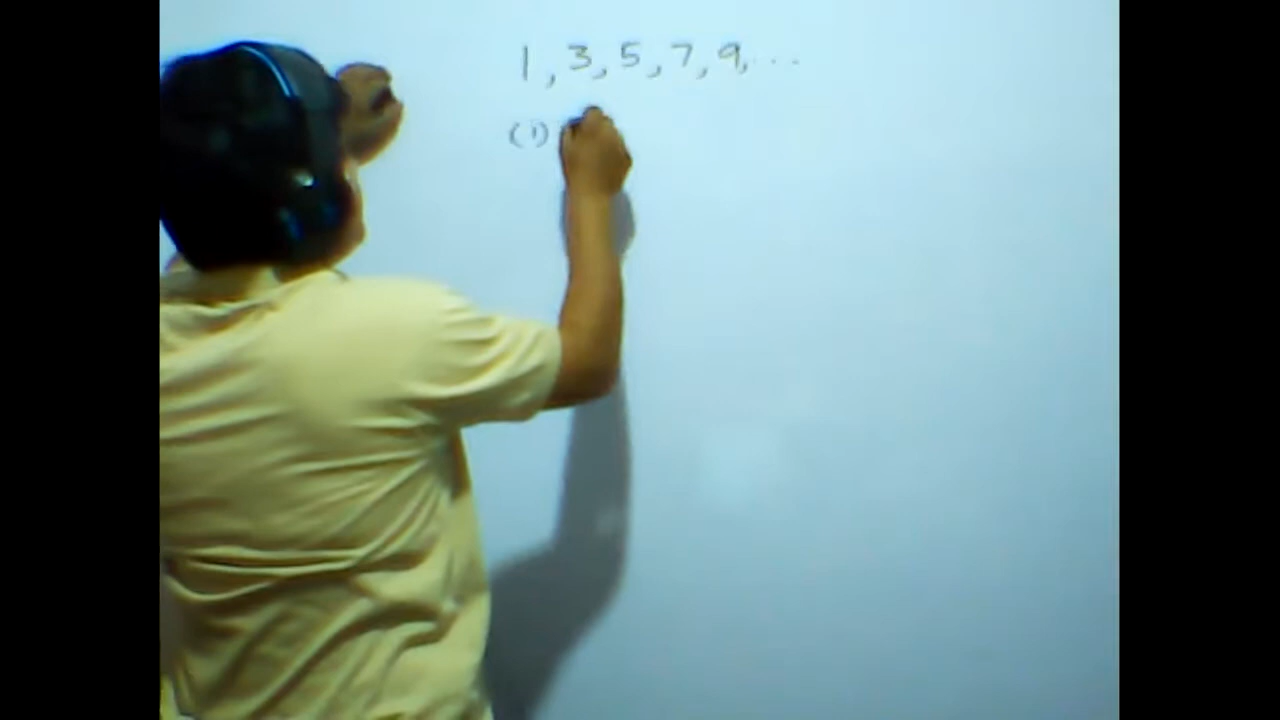 1, 3, 5, 7, 9, ...
(1)